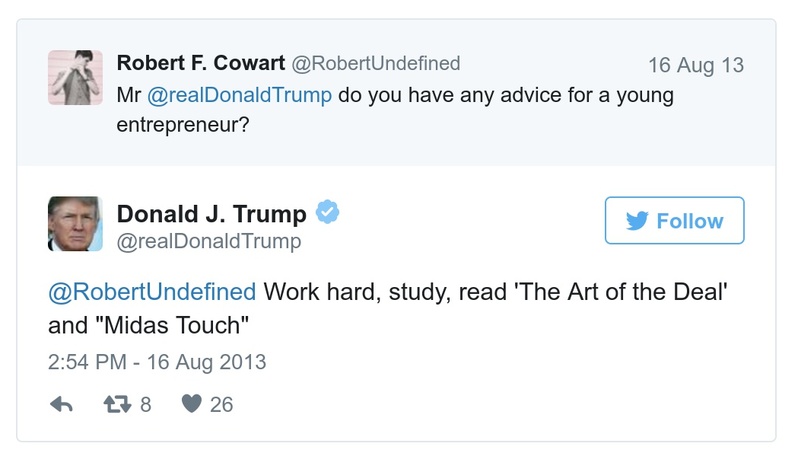 Robert F. Cowart @RobertUndefined 16 Aug 13
Mr @realDonaldTrump do you have any advice for a young
entrepreneur?
Donald J. Trump
@realDonaldTrump
Follow
@RobertUndefined Work hard, study, read 'The Art of the Deal'
and "Midas Touch"
2:54 PM - 16 Aug 2013
8 26